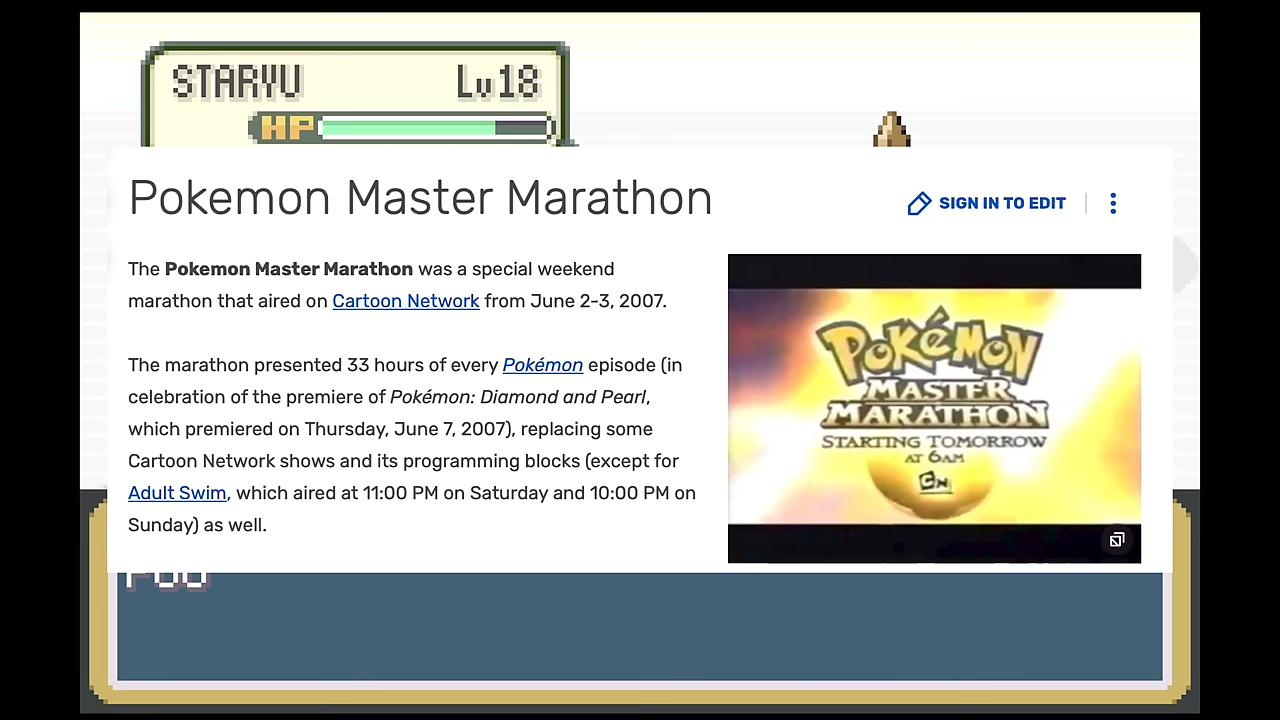 STARYU Lv18
HP
Pokemon Master Marathon
SIGN IN TO EDIT
The Pokemon Master Marathon was a special weekend
marathon that aired on Cartoon Network from June 2-3, 2007.
The marathon presented 33 hours of every Pokémon episode (in
celebration of the premiere of Pokémon: Diamond and Pearl,
which premiered on Thursday, June 7, 2007), replacing some
Cartoon Network shows and its programming blocks (except for
Adult Swim, which aired at 11:00 PM on Saturday and 10:00 PM on
Sunday) as well.
POKéMON
MASTER
MARATHON
STARTING TOMORROW
AT 6AM
CN